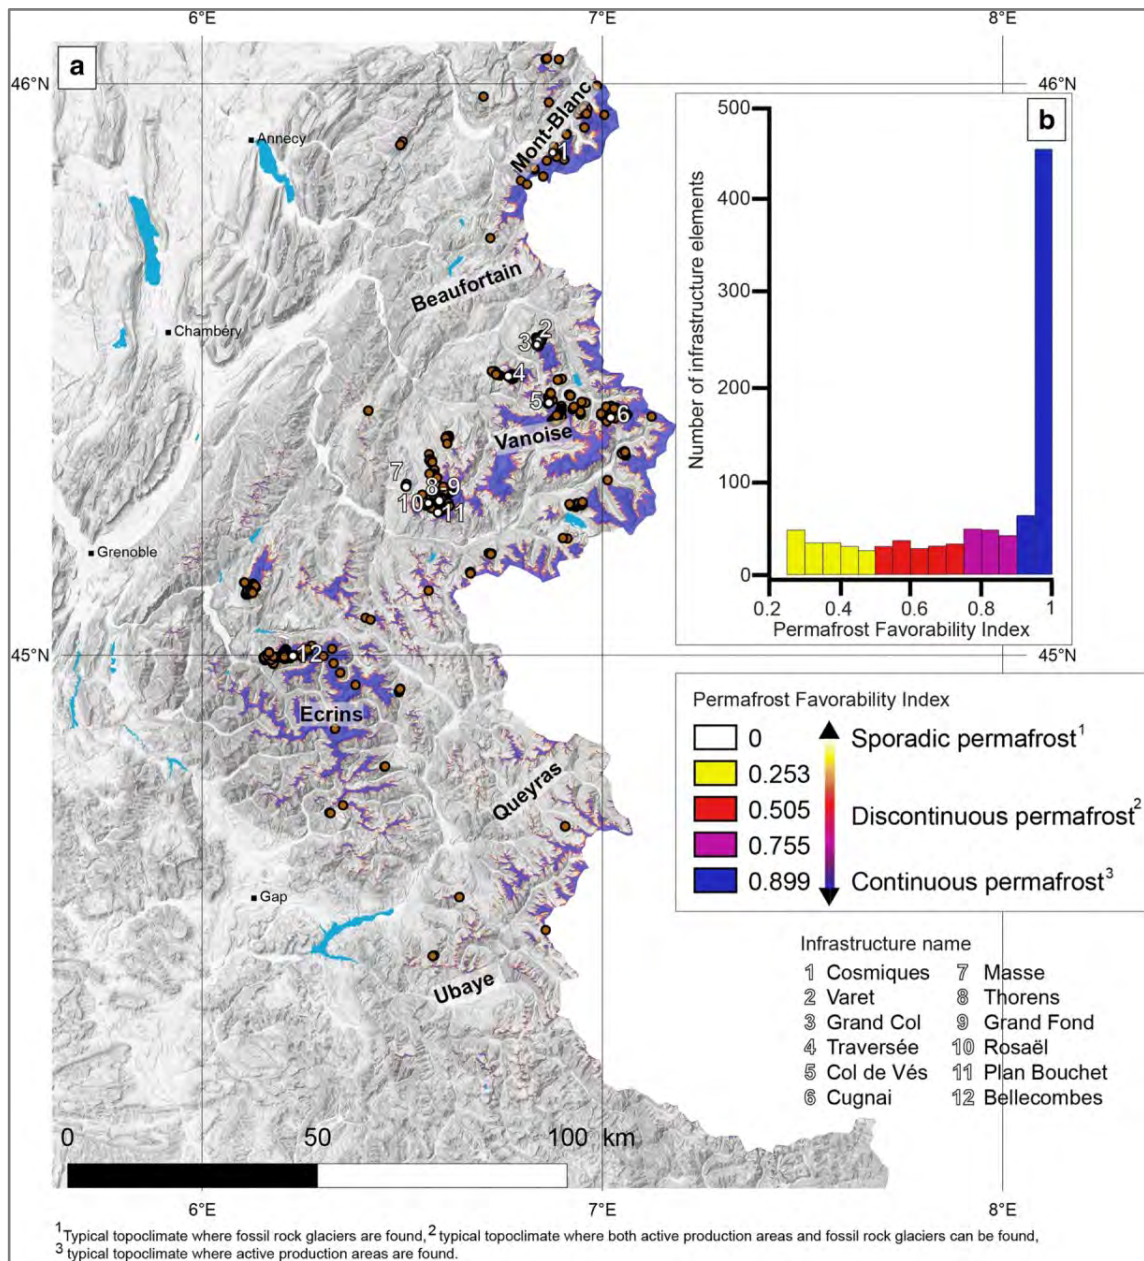 6°E 7°E 8°E
a
46°N 46°N
Mont-Blanc
Annecy
1
Beaufortain
Chambéry
2
3
4
5
6
Vanoise
7
8 9
10
11
Grenoble
45°N
12
Ecrins
Queyras
Gap
Ubaye
0 50 100 km
6°E 7°E 8°E
b
Number of infrastructure elements
500
400
300
200
100
0
0.2 0.4 0.6 0.8 1
Permafrost Favorability Index
Permafrost Favorability Index
0 Sporadic permafrost1
0.253
0.505 Discontinuous permafrost2
0.755
0.899 Continuous permafrost3
Infrastructure name
1 Cosmiques 7 Masse
2 Varet 8 Thorens
3 Grand Col 9 Grand Fond
4 Traversée 10 Rosaël
5 Col de Vés 11 Plan Bouchet
6 Cugnai 12 Bellecombes
1Typical topoclimate where fossil rock glaciers are found, 2 typical topoclimate where both active production areas and fossil rock glaciers can be found,
3 typical topoclimate where active production areas are found.